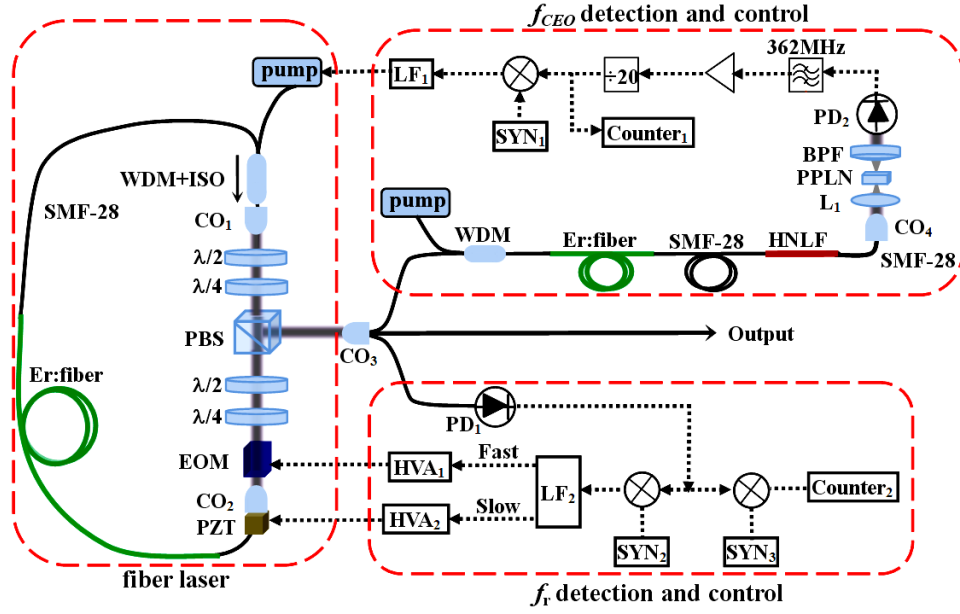 f_CEO detection and control
pump
LF₁
÷20
362MHz
SYN₁
Counter₁
PD₂
BPF
PPLN
L₁
CO₄
WDM+ISO
SMF-28
CO₁
pump
WDM
Er:fiber
SMF-28
HNLF
SMF-28
λ/2
λ/4
PBS
CO₃
Output
Er:fiber
λ/2
λ/4
PD₁
EOM
HVA₁
Fast
LF₂
Counter₂
CO₂
PZT
HVA₂
Slow
SYN₂
SYN₃
fiber laser
f_r detection and control